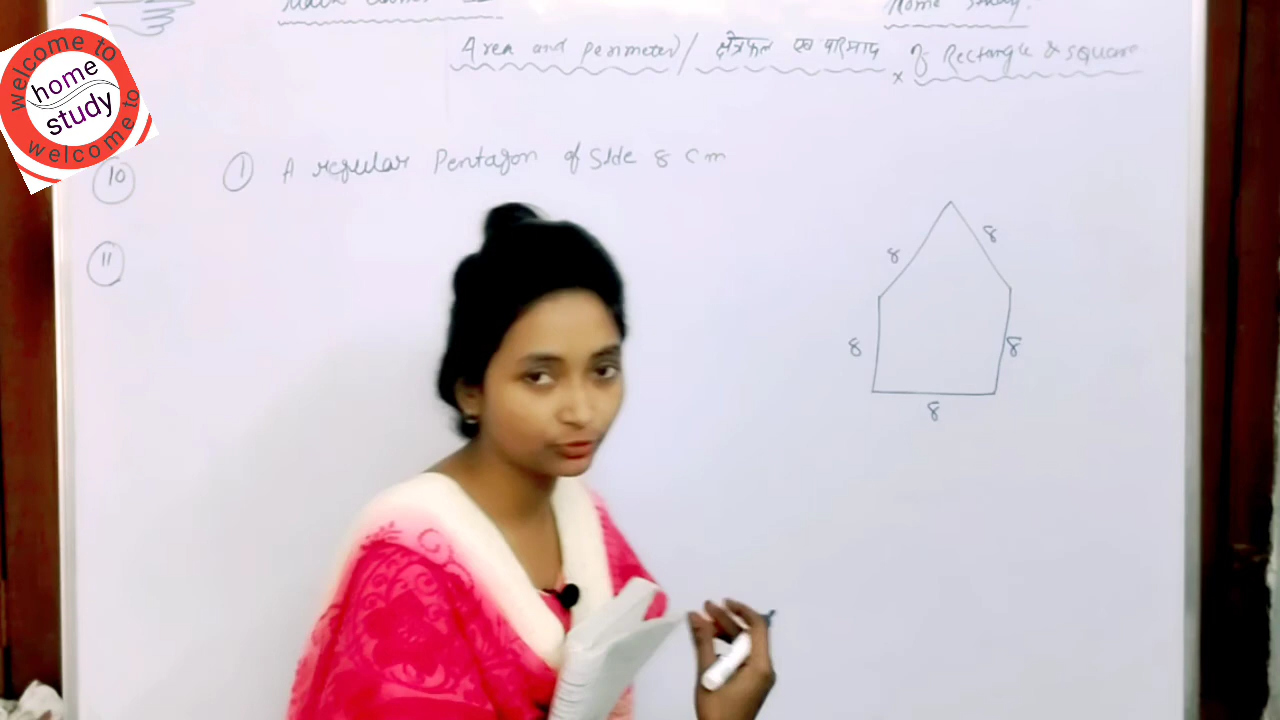 Home Study.
Area and Perimeter / क्षेत्रफल एवं परिमाप of Rectangle & square
welcome to
home
study
welcome to
10
① A regular Pentagon of Side 8 cm
11
8
8
8
8
8